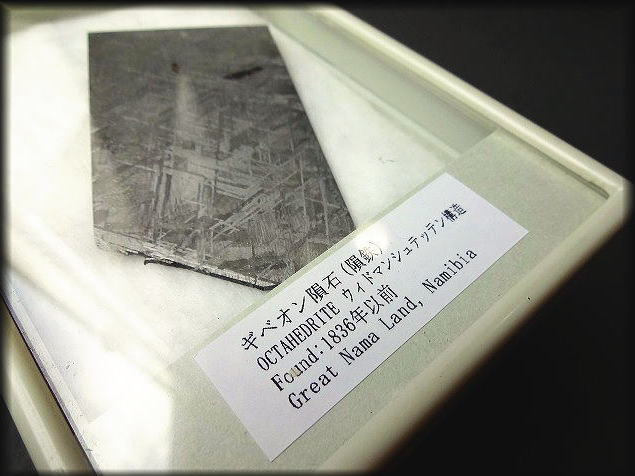 ギベオン隕石(隕鉄)
OCTAHEDRITE ウイドマンシュテッテン構造
Found:1836年以前
Great Nama Land, Namibia